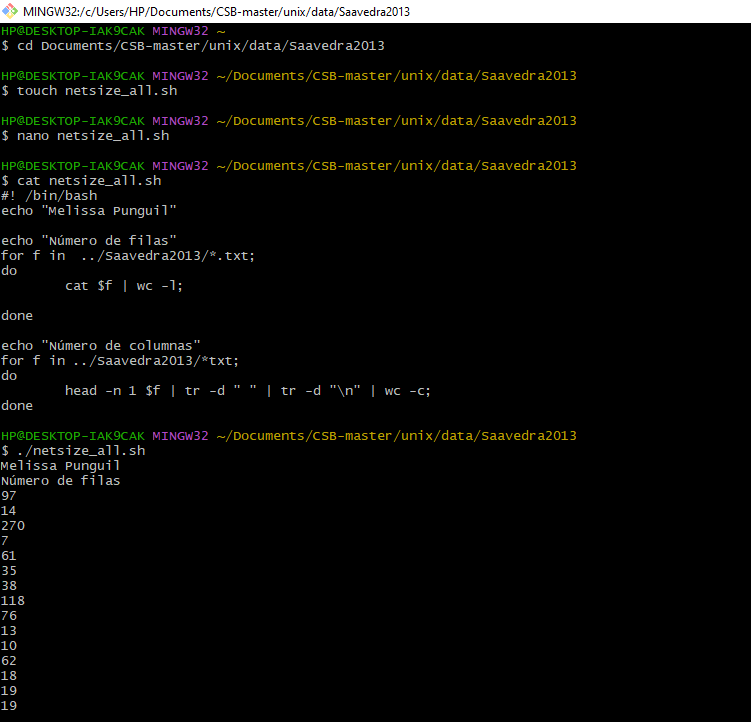 MINGW32:/c/Users/HP/Documents/CSB-master/unix/data/Saavedra2013
HP@DESKTOP-IAK9CAK MINGW32 ~
$ cd Documents/CSB-master/unix/data/Saavedra2013
HP@DESKTOP-IAK9CAK MINGW32 ~/Documents/CSB-master/unix/data/Saavedra2013
$ touch netsize_all.sh
HP@DESKTOP-IAK9CAK MINGW32 ~/Documents/CSB-master/unix/data/Saavedra2013
$ nano netsize_all.sh
HP@DESKTOP-IAK9CAK MINGW32 ~/Documents/CSB-master/unix/data/Saavedra2013
$ cat netsize_all.sh
#! /bin/bash
echo "Melissa Punguil"
echo "Número de filas"
for f in  ../Saavedra2013/*.txt;
do
        cat $f | wc -l;
done
echo "Número de columnas"
for f in ../Saavedra2013/*txt;
do
        head -n 1 $f | tr -d " " | tr -d "\n" | wc -c;
done
HP@DESKTOP-IAK9CAK MINGW32 ~/Documents/CSB-master/unix/data/Saavedra2013
$ ./netsize_all.sh
Melissa Punguil
Número de filas
97
14
270
7
61
35
38
118
76
13
10
62
18
19
19